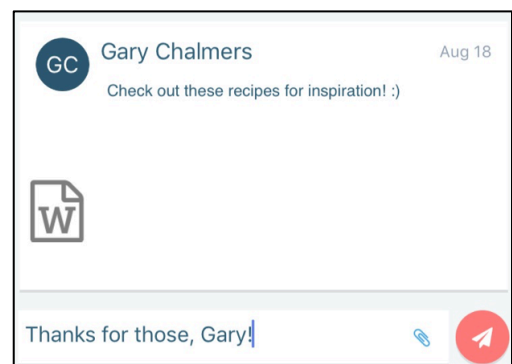 GC
Gary Chalmers
Aug 18
Check out these recipes for inspiration! :)
W
Thanks for those, Gary!